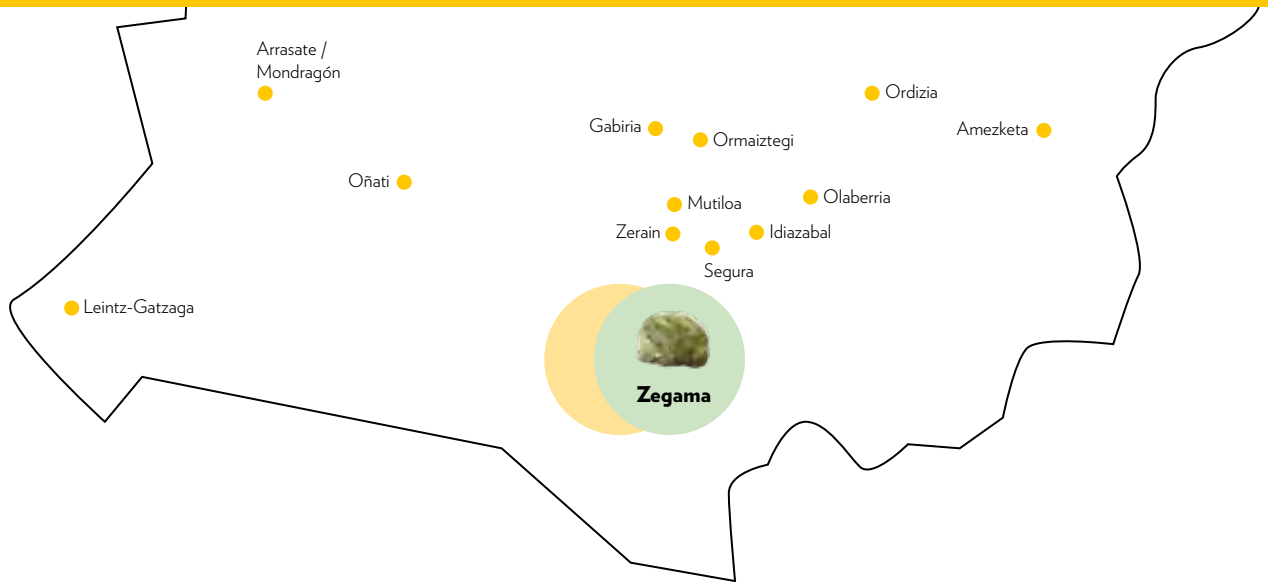 Arrasate /
Mondragón
Ordizia
Gabiria
Amezketa
Ormaiztegi
Oñati
Olaberria
Mutiloa
Zerain
Idiazabal
Segura
Leintz-Gatzaga
Zegama